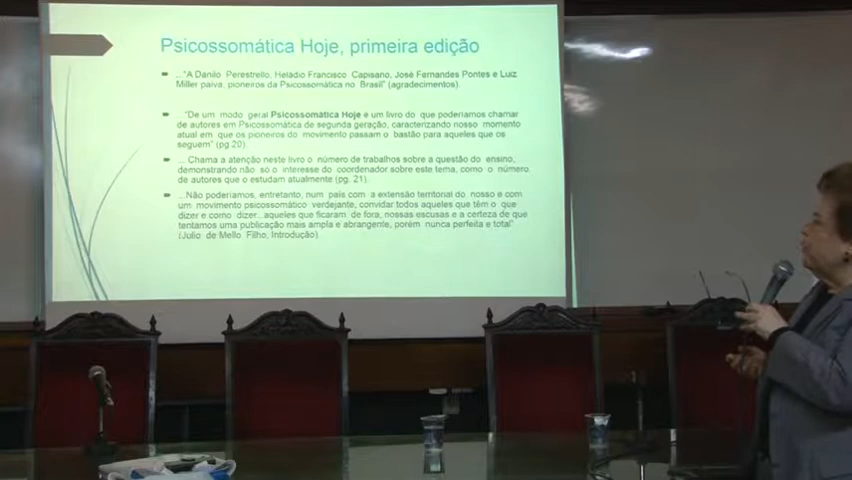 Psicossomática Hoje, primeira edição
..."A Danilo Perestrello, Heladio Francisco Capisano, José Fernandes Pontes e Luiz
Miller paiva, pioneiros da Psicossomática no Brasil" (agradecimentos).
"De um modo geral Psicossomática Hoje e um livro do que poderíamos chamar
de autores em Psicossomática de segunda geração, caracterizando nosso momento
atual em que os pioneiros do movimento passam o bastão para aqueles que os
seguem" (pg 20).
... Chama a atenção neste livro o número de trabalhos sobre a questão do ensino,
demonstrando não só o interesse do coordenador sobre este tema, como o número
de autores que o estudam atualmente (pg. 21).
...Não poderíamos, entretanto, num país com a extensão territorial do nosso e com
um movimento psicossomático verdejante, convidar todos aqueles que têm o que
dizer e como dizer...aqueles que ficaram de fora, nossas escusas e a certeza de que
tentamos uma publicação mais ampla e abrangente, porém nunca perfeita e total"
(Julio de Mello Filho, Introdução)